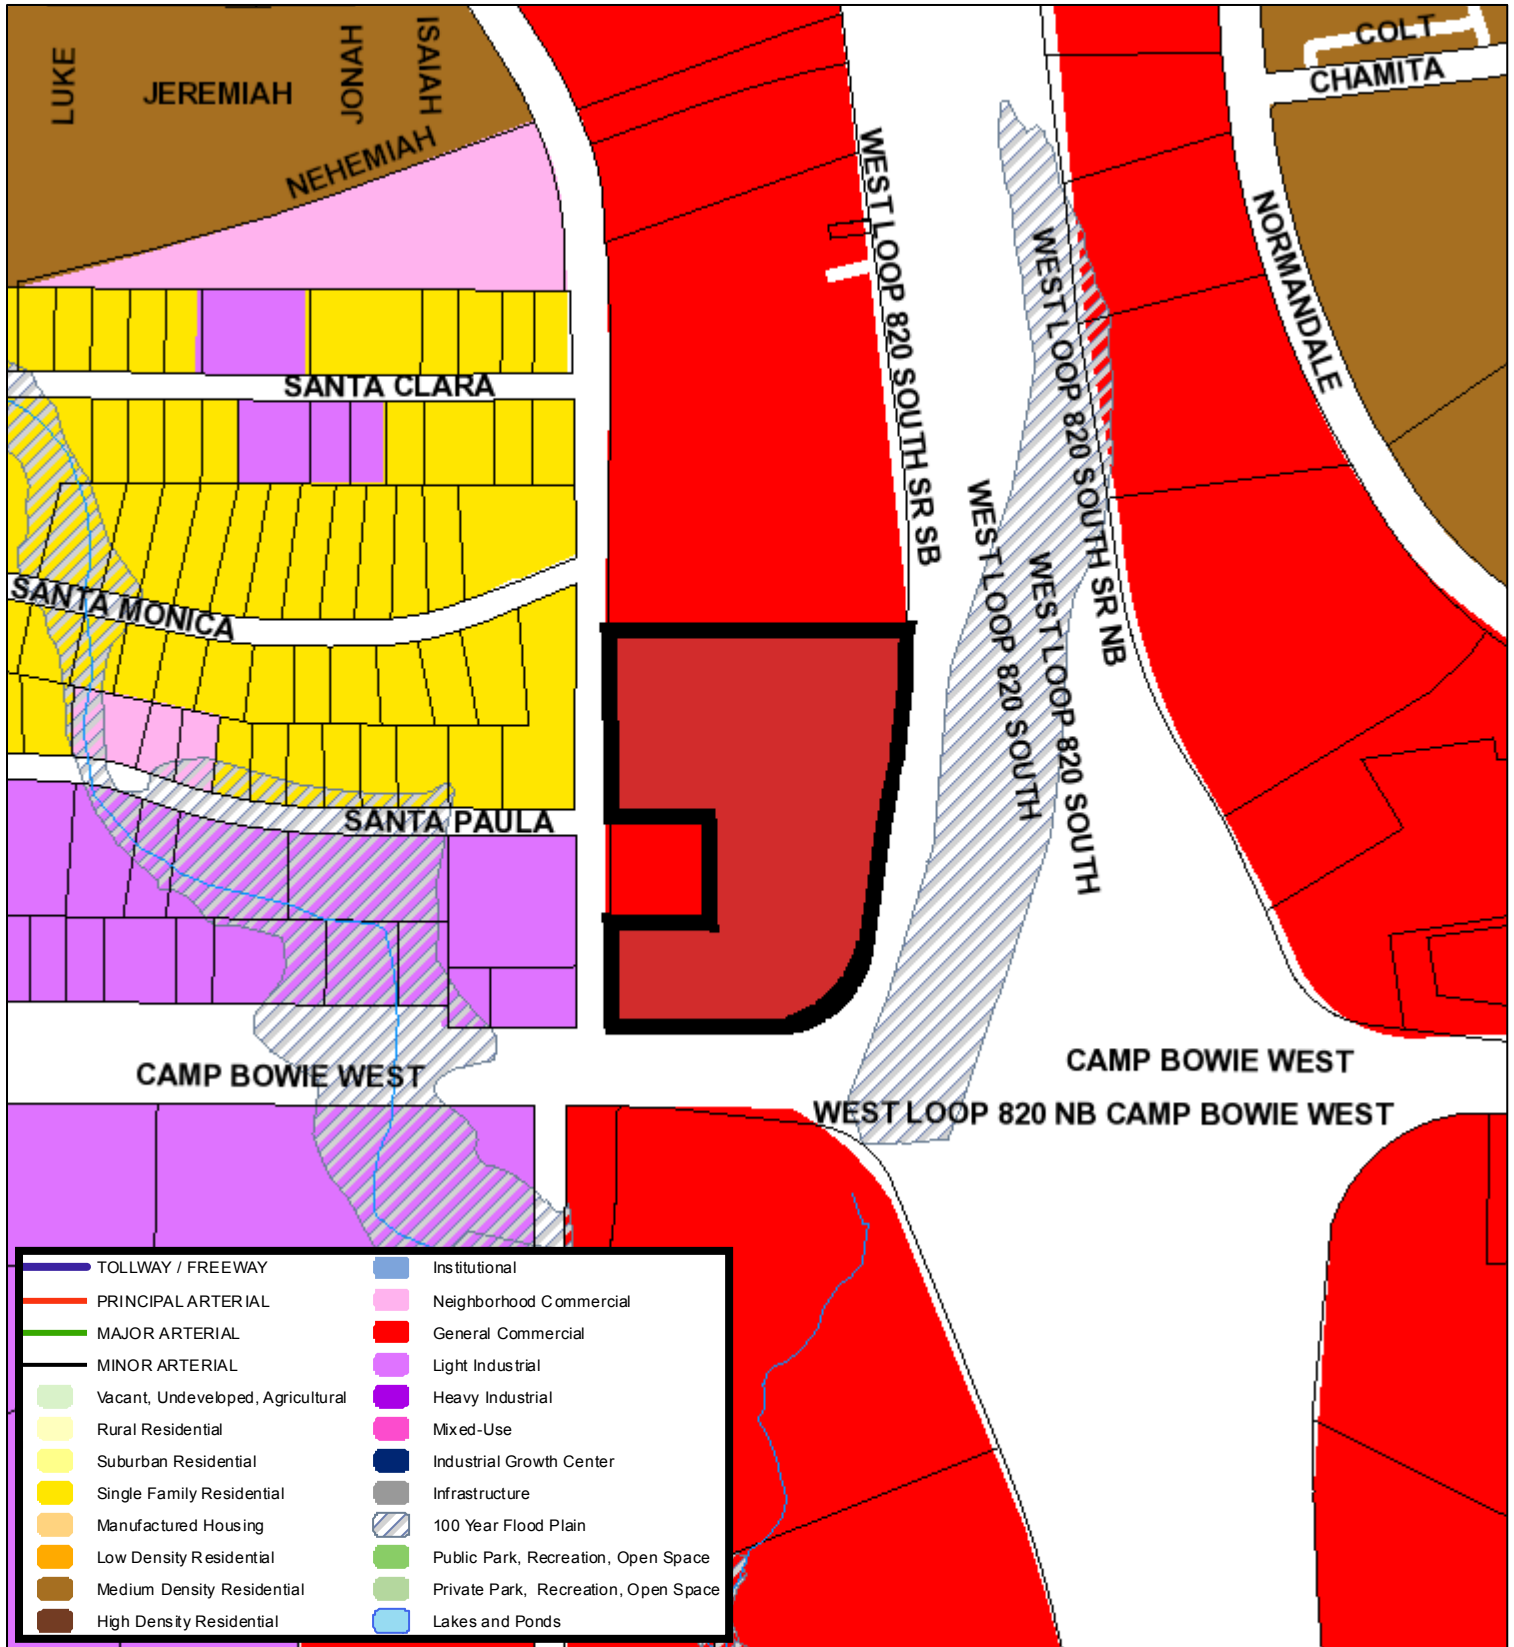 LUKE
JEREMIAH
JONAH
ISAIAH
NEHEMIAH
COLT
CHAMITA
NORMANDALE
WEST LOOP 820 SOUTH SR SB
WEST LOOP 820 SOUTH SR NB
WEST LOOP 820 SOUTH
WEST LOOP 820 SOUTH
SANTA CLARA
SANTA MONICA
SANTA PAULA
CAMP BOWIE WEST
CAMP BOWIE WEST
WEST LOOP 820 NB CAMP BOWIE WEST
TOLLWAY / FREEWAY
PRINCIPAL ARTERIAL
MAJOR ARTERIAL
MINOR ARTERIAL
Vacant, Undeveloped, Agricultural
Rural Residential
Suburban Residential
Single Family Residential
Manufactured Housing
Low Density Residential
Medium Density Residential
High Density Residential
Institutional
Neighborhood Commercial
General Commercial
Light Industrial
Heavy Industrial
Mixed-Use
Industrial Growth Center
Infrastructure
100 Year Flood Plain
Public Park, Recreation, Open Space
Private Park, Recreation, Open Space
Lakes and Ponds